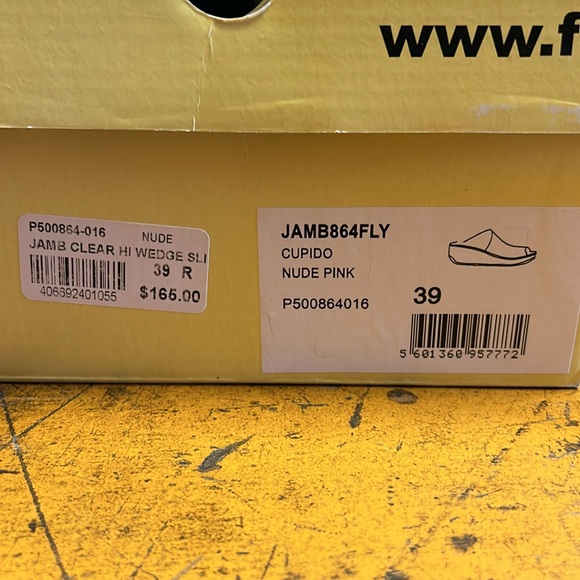 www.f
P500864-016
NUDE
JAMB CLEAR HI WEDGE SLI
39 R
406692401055
$165.00
JAMB864FLY
CUPIDO
NUDE PINK
P500864016
39
5 601360 957772